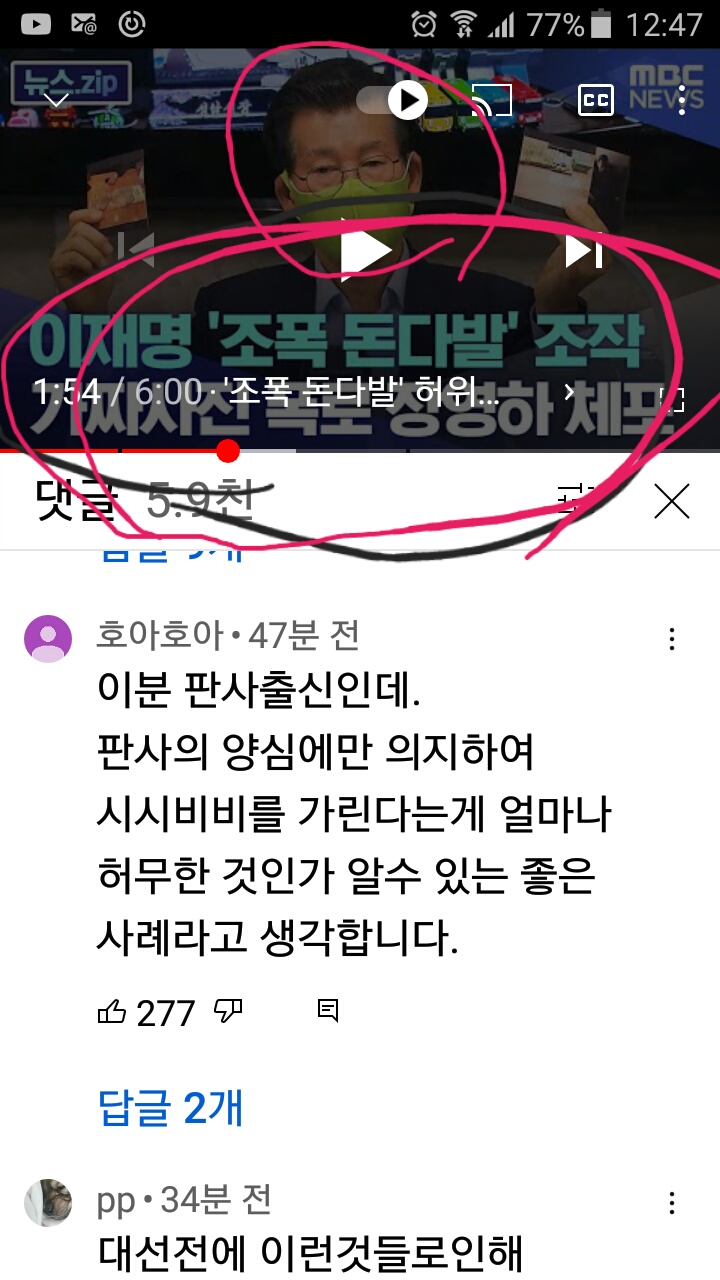 77% 12:47
뉴스.zip
MBC
NEWS
CC
이재명 '조폭 돈다발' 조작
1:54 / 6:00 · '조폭 돈다발' 허위...
가짜사진 폭로 장영하 체포
댓글 5.9천
호아호아 • 47분 전
이분 판사출신인데.
판사의 양심에만 의지하여
시시비비를 가린다는게 얼마나
허무한 것인가 알수 있는 좋은
사례라고 생각합니다.
277
답글 2개
pp • 34분 전
대선전에 이런것들로인해